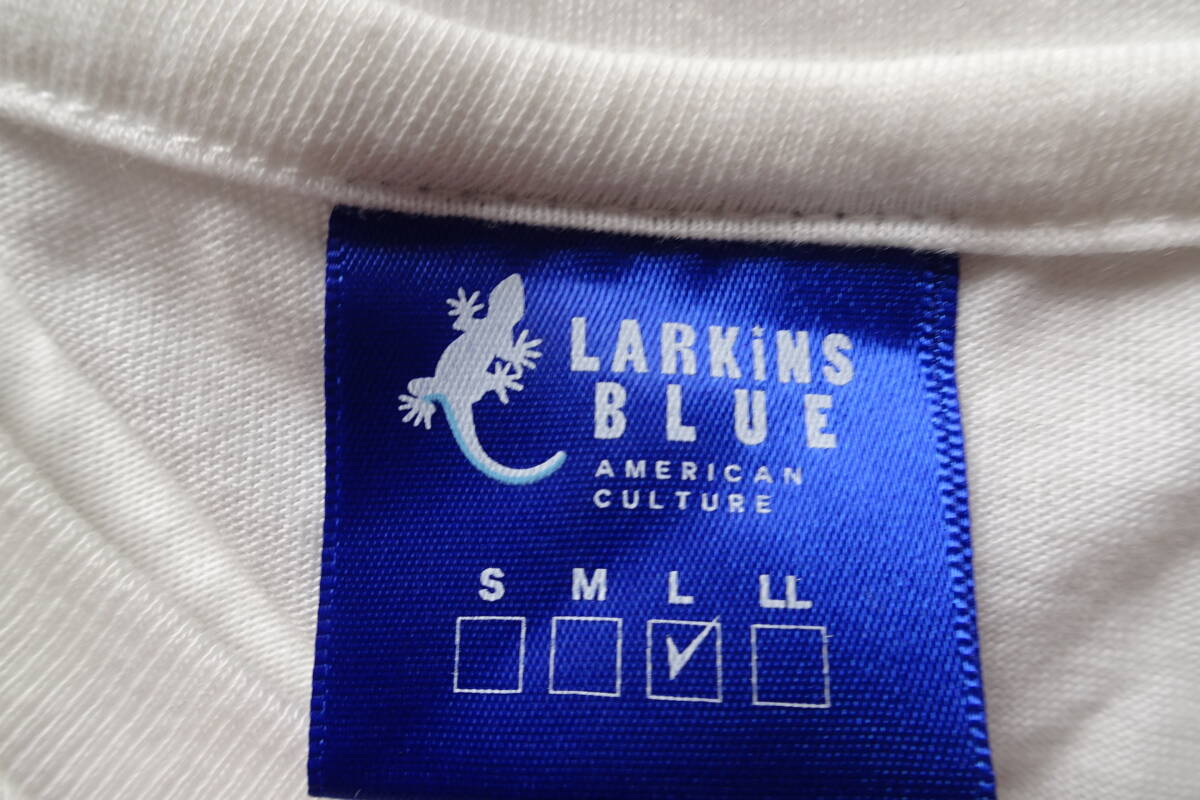 LARKiNS
BLUE
AMERICAN
CULTURE
S M L LL